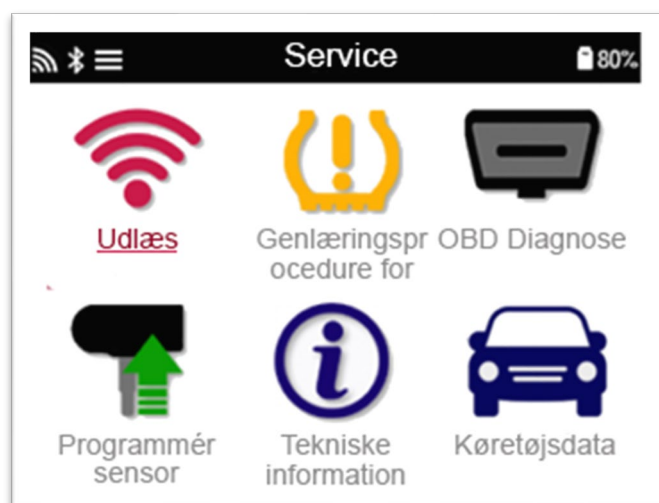 Service
80%
Udlæs
Genlæringspr
ocedure for
OBD Diagnose
Programmér
sensor
Tekniske
information
Køretøjsdata